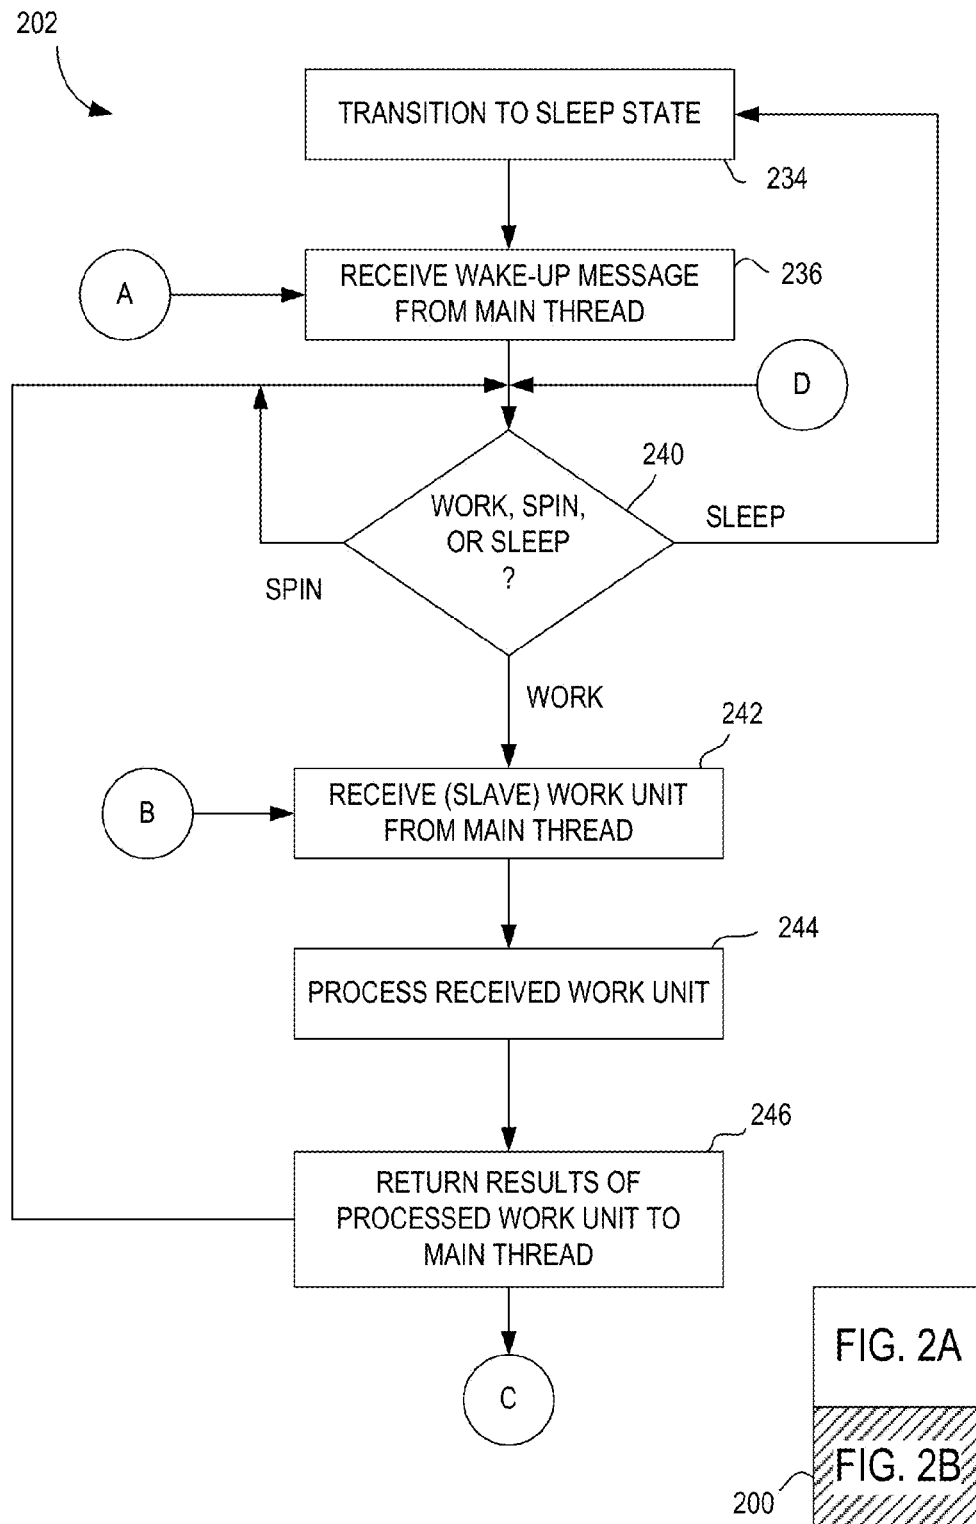 202
TRANSITION TO SLEEP STATE
234
RECEIVE WAKE-UP MESSAGE
FROM MAIN THREAD
236
A
D
240
WORK, SPIN,
OR SLEEP
?
SLEEP
SPIN
WORK
242
RECEIVE (SLAVE) WORK UNIT
FROM MAIN THREAD
B
244
PROCESS RECEIVED WORK UNIT
246
RETURN RESULTS OF
PROCESSED WORK UNIT TO
MAIN THREAD
C
FIG. 2A
FIG. 2B
200